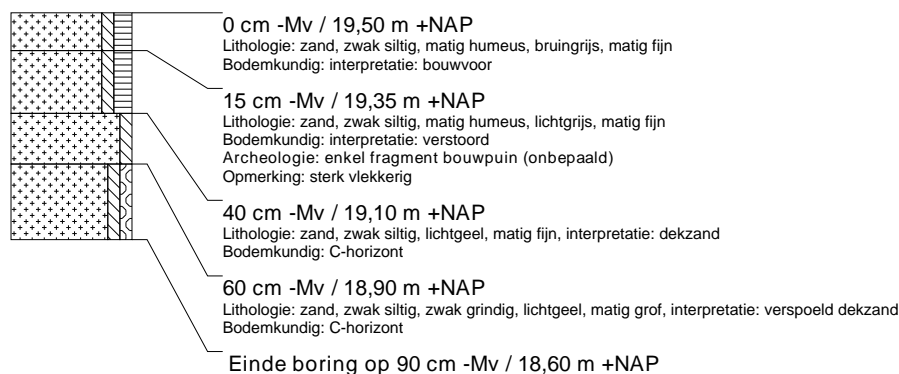 0 cm -Mv / 19,50 m +NAP
Lithologie: zand, zwak siltig, matig humeus, bruingrijs, matig fijn
Bodemkundig: interpretatie: bouwvoor
15 cm -Mv / 19,35 m +NAP
Lithologie: zand, zwak siltig, matig humeus, lichtgrijs, matig fijn
Bodemkundig: interpretatie: verstoord
Archeologie: enkel fragment bouwpuin (onbepaald)
Opmerking: sterk vlekkerig
40 cm -Mv / 19,10 m +NAP
Lithologie: zand, zwak siltig, lichtgeel, matig fijn, interpretatie: dekzand
Bodemkundig: C-horizont
60 cm -Mv / 18,90 m +NAP
Lithologie: zand, zwak siltig, zwak grindig, lichtgeel, matig grof, interpretatie: verspoeld dekzand
Bodemkundig: C-horizont
Einde boring op 90 cm -Mv / 18,60 m +NAP